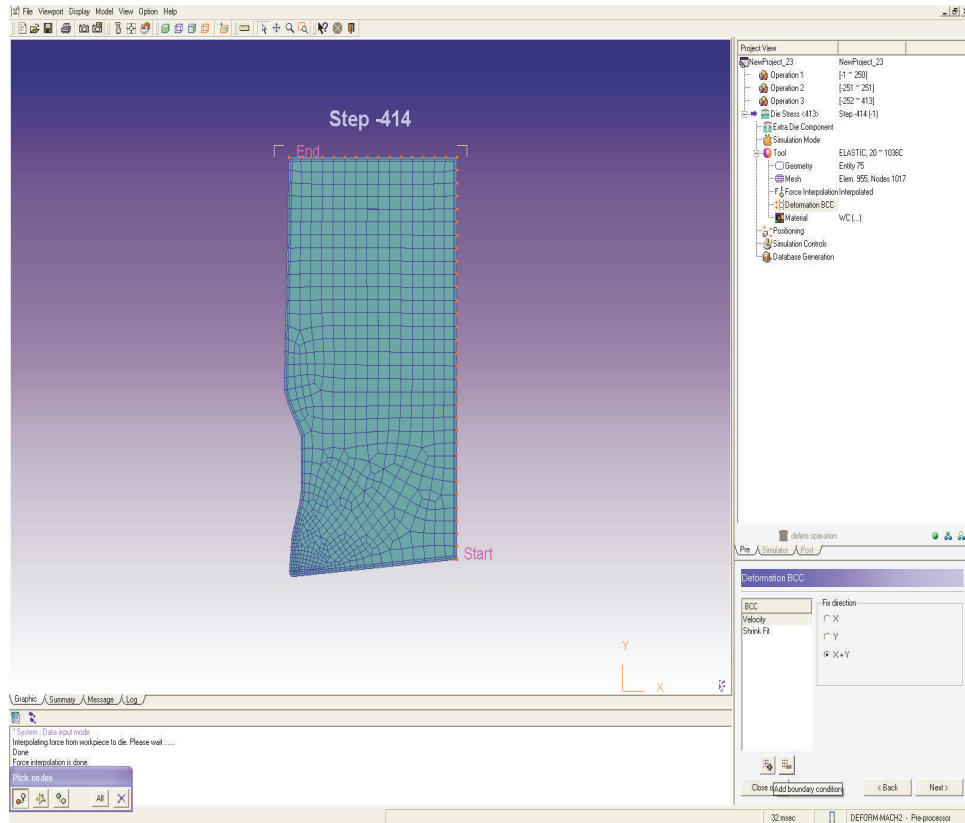 File Viewport Display Model View Option Help
Project View
NewProject_23 NewProject_23
Operation 1 [-1 ~ 250]
Operation 2 [-251 ~ 251]
Operation 3 [-252 ~ 413]
Die Stress <413> Step -414 (-1)
Extra Die Component
Simulation Mode
Tool ELASTIC, 20 ~ 1036C
Geometry Entity 75
Mesh Elem. 955, Nodes 1017
Force Interpolation Interpolated
Deformation BCC
Material WC (...)
Positioning
Simulation Controls
Database Generation
Step -414
End
Start
Y
X
delete operation
Pre Simulator Post
Deformation BCC
BCC
Velocity
Shrink Fit
Fix direction
X
Y
X+Y
Graphic Summary Message Log
* System : Data input mode
Interpolating force from workpiece to die. Please wait ......
Done
Force interpolation is done.
Pick nodes
All
Close
Add boundary condition
< Back
Next >
32 msec
DEFORM-MACH2 - Pre-processor